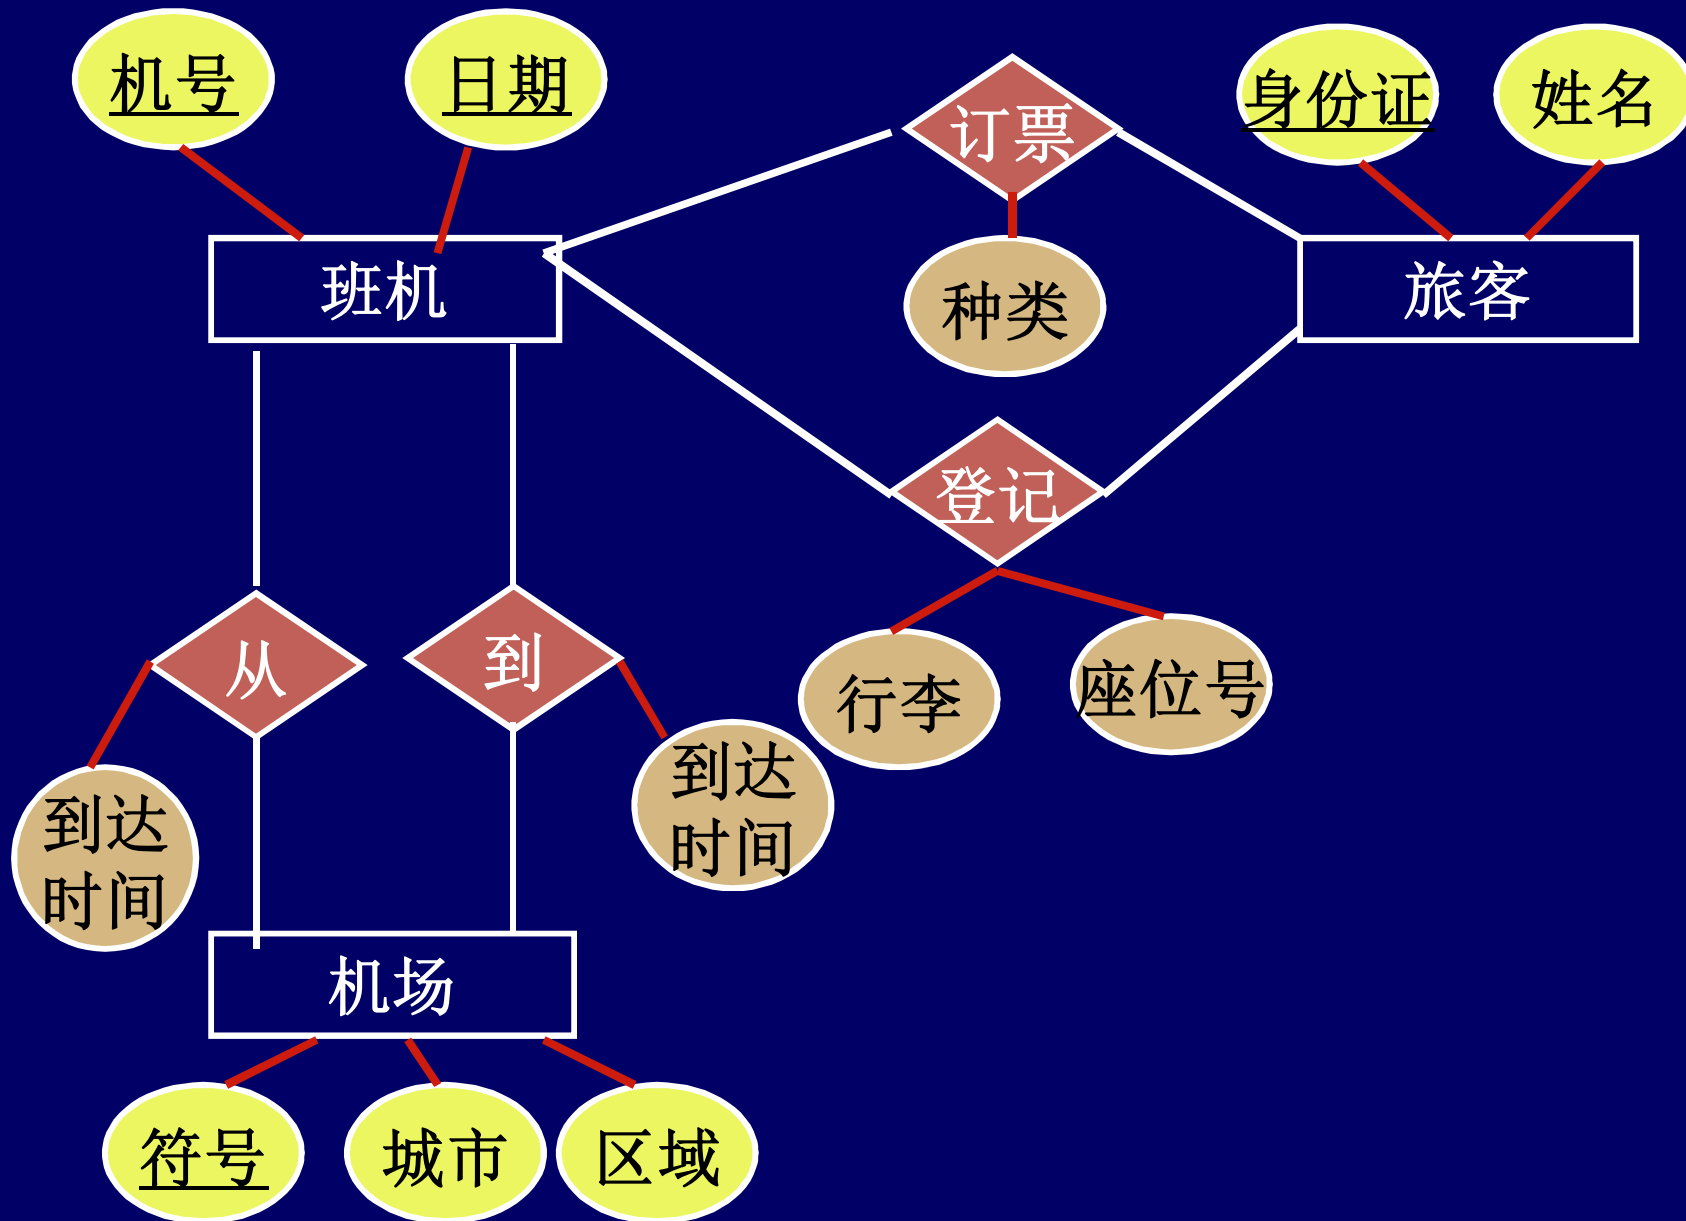 机号
日期
订票
身份证
姓名
班机
种类
旅客
登记
从
到
行李
座位号
到达
时间
到达
时间
机场
符号
城市
区域